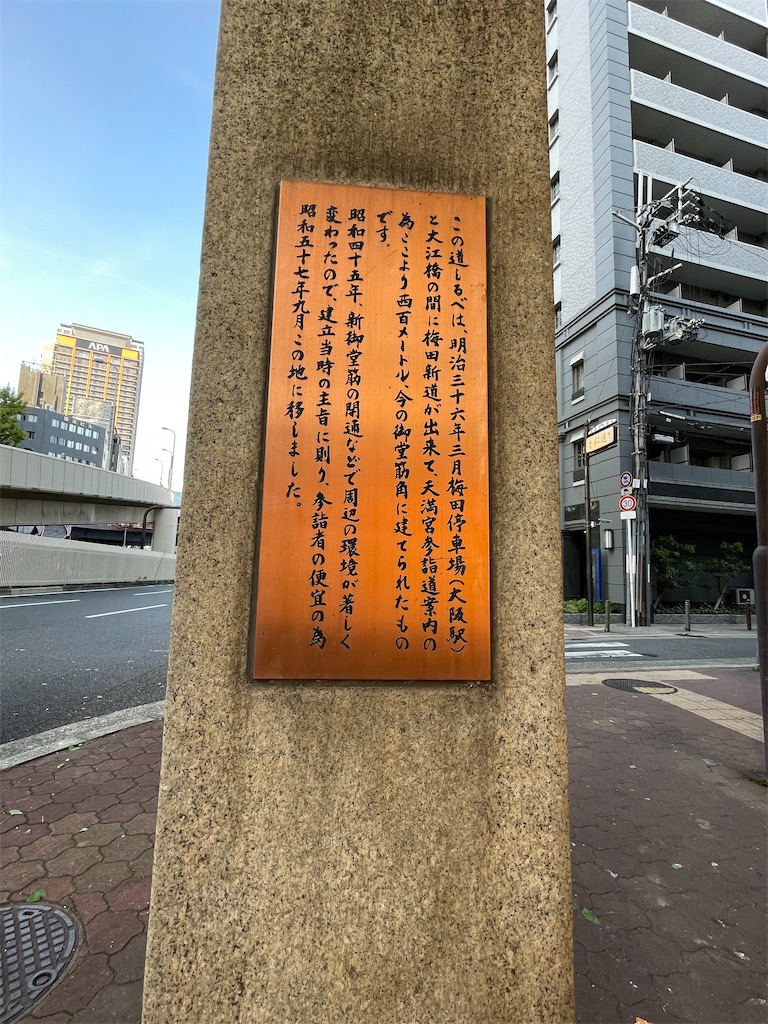 この道しるべは、明治三十六年三月梅田停車場(大阪駅)
と大江橋の間に梅田新道が出来て、天満宮参詣道案内の
為ここより西百メートル、今の御堂筋角に建てられたもの
です。
昭和四十五年、新御堂筋の開通などで周辺の環境が著しく
変わったので、建立当時の主旨に則り、参詣者の便宜の為
昭和五十七年九月この地に移しました。
APA
30